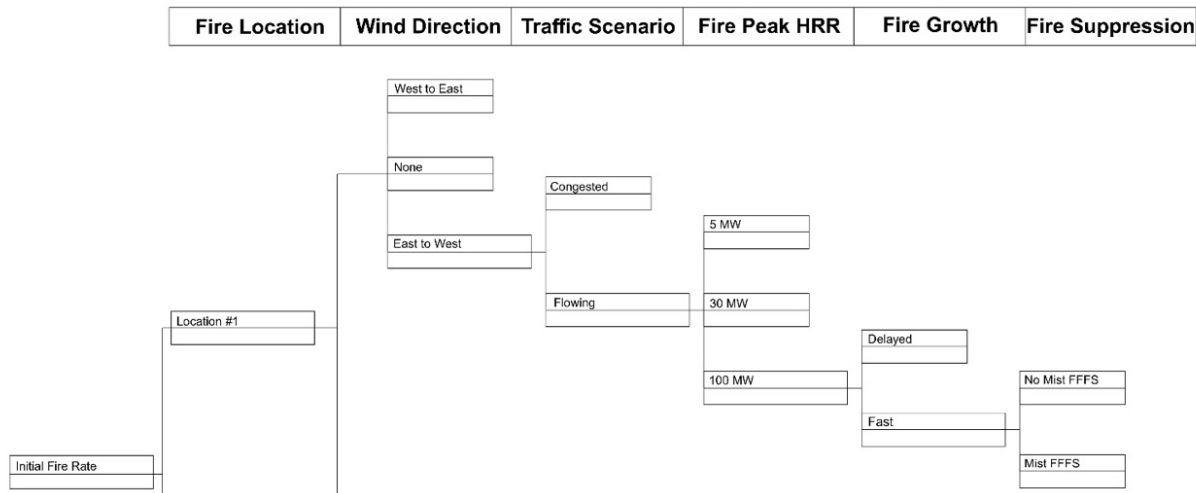 Fire Location Wind Direction Traffic Scenario Fire Peak HRR Fire Growth Fire Suppression
West to East
None
Congested
5 MW
East to West
Flowing
30 MW
Location #1
Delayed
100 MW
No Mist FFFS
Fast
Initial Fire Rate
Mist FFFS